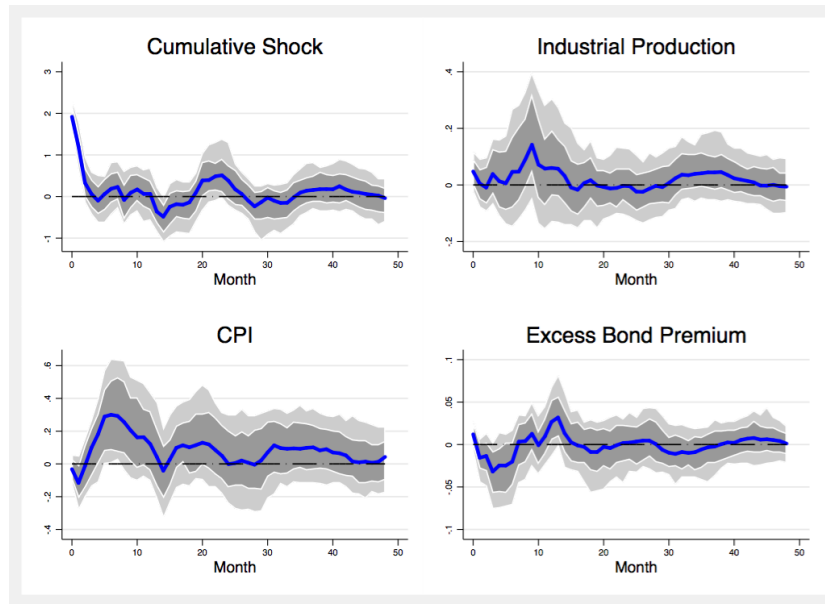 Cumulative Shock
3
2
1
0
-1
0 10 20 30 40 50
Month
Industrial Production
.4
.2
0
-.2
0 10 20 30 40 50
Month
CPI
.6
.4
.2
0
-.2
-.4
0 10 20 30 40 50
Month
Excess Bond Premium
.1
.05
0
-.05
-.1
0 10 20 30 40 50
Month